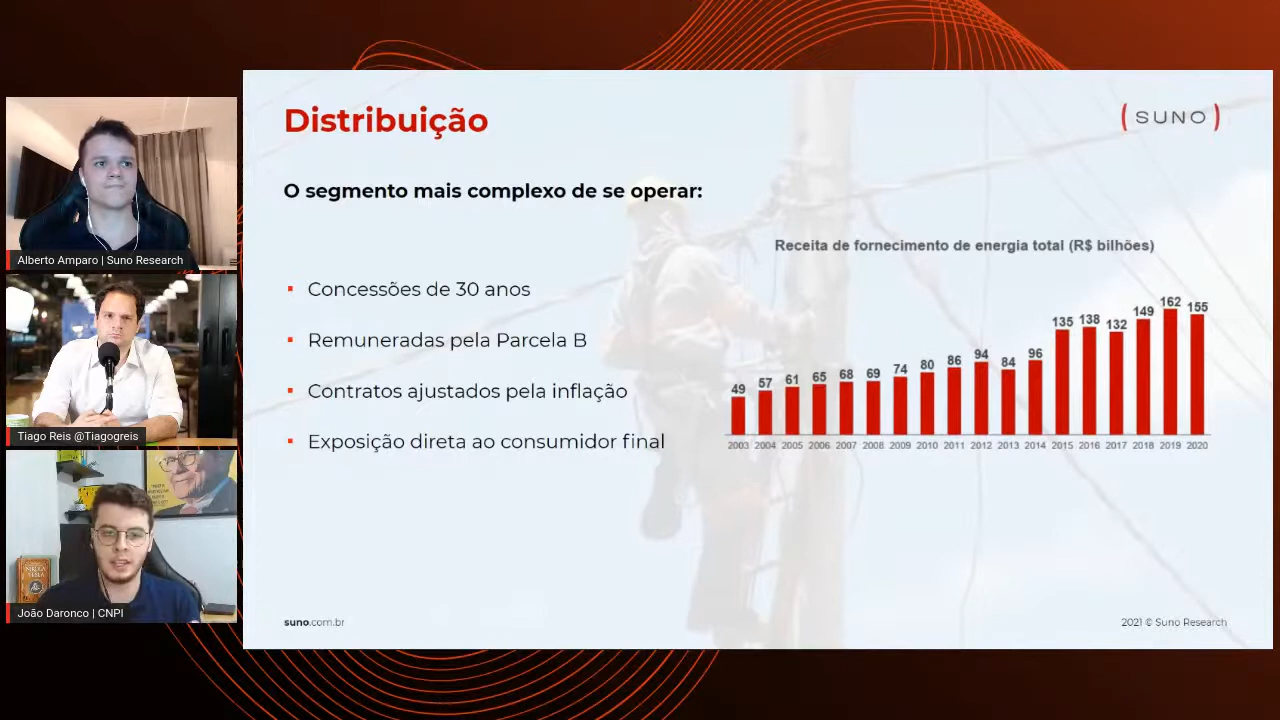 Alberto Amparo | Suno Research
Tiago Reis @Tiagogreis
João Daronco | CNPI
Distribuição
( SUNO )
O segmento mais complexo de se operar:
Concessões de 30 anos
Remuneradas pela Parcela B
Contratos ajustados pela inflação
Exposição direta ao consumidor final
Receita de fornecimento de energia total (R$ bilhões)
49 57 61 65 68 69 74 80 86 94 84 96 135 138 132 149 162 155
2003 2004 2005 2006 2007 2008 2009 2010 2011 2012 2013 2014 2015 2016 2017 2018 2019 2020
suno.com.br
2021 © Suno Research
NIKOLA
TESLA